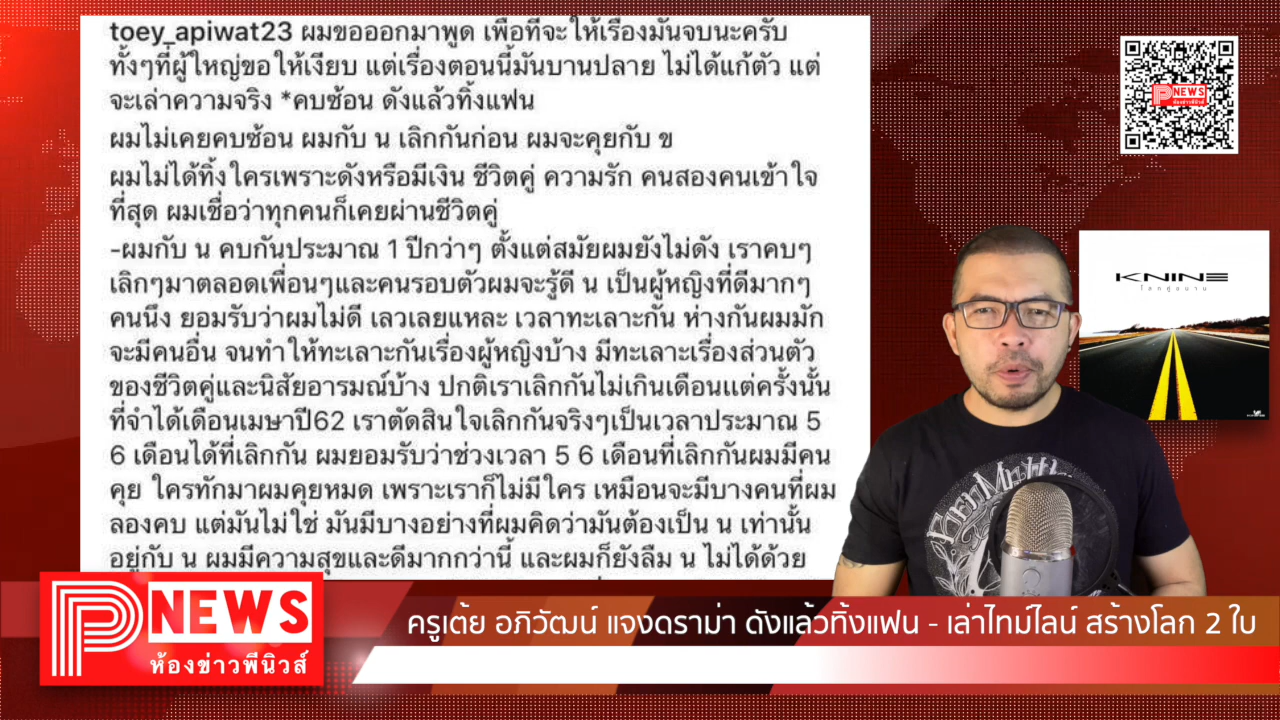 toey_apiwat23 ผมขอออกมาพูด เพื่อที่จะให้เรื่องมันจบนะครับ
ทั้งๆที่ผู้ใหญ่ขอให้เงียบ แต่เรื่องตอนนี้มันบานปลาย ไม่ได้แก้ตัว แต่
จะเล่าความจริง *คบซ้อน ดังแล้วทิ้งแฟน
ผมไม่เคยคบซ้อน ผมกับ น เลิกกันก่อน ผมจะคุยกับ ข
ผมไม่ได้ทิ้งใครเพราะดังหรือมีเงิน ชีวิตคู่ ความรัก คนสองคนเข้าใจ
ที่สุด ผมเชื่อว่าทุกคนก็เคยผ่านชีวิตคู่
-ผมกับ น คบกันประมาณ 1 ปีกว่าๆ ตั้งแต่สมัยผมยังไม่ดัง เราคบๆ
เลิกๆมาตลอดเพื่อนๆและคนรอบตัวผมจะรู้ดี น เป็นผู้หญิงที่ดีมากๆ
คนนึง ยอมรับว่าผมไม่ดี เลวเลยแหละ เวลาทะเลาะกัน ห่างกันผมมัก
จะมีคนอื่น จนทำให้ทะเลาะกันเรื่องผู้หญิงบ้าง มีทะเลาะเรื่องส่วนตัว
ของชีวิตคู่และนิสัยอารมณ์บ้าง ปกติเราเลิกกันไม่เกินเดือนแต่ครั้งนั้น
ที่จำได้เดือนเมษาปี62 เราตัดสินใจเลิกกันจริงๆเป็นเวลาประมาณ 5
6 เดือนได้ที่เลิกกัน ผมยอมรับว่าช่วงเวลา 5 6 เดือนที่เลิกกันผมมีคน
คุย ใครทักมาผมคุยหมด เพราะเราก็ไม่มีใคร เหมือนจะมีบางคนที่ผม
ลองคบ แต่มันไม่ใช่ มันมีบางอย่างที่ผมคิดว่ามันต้องเป็น น เท่านั้น
อยู่กับ น ผมมีความสุขและดีมากกว่านี้ และผมก็ยังลืม น ไม่ได้ด้วย
P NEWS
ห้องข่าวพีนิวส์
KNINE
โลกคู่ขนาน
P NEWS
ห้องข่าวพีนิวส์
ครูเต้ย อภิวัฒน์ แจงดราม่า ดังแล้วทิ้งแฟน - เล่าไทม์ไลน์ สร้างโลก 2 ใบ